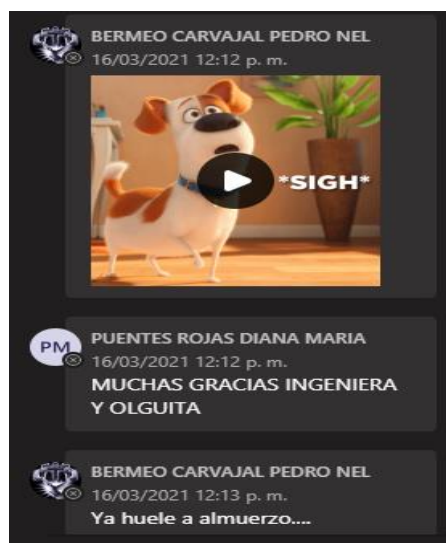 BERMEO CARVAJAL PEDRO NEL
16/03/2021 12:12 p. m.
*SIGH*
PM
PUENTES ROJAS DIANA MARIA
16/03/2021 12:12 p. m.
MUCHAS GRACIAS INGENIERA
Y OLGUITA
BERMEO CARVAJAL PEDRO NEL
16/03/2021 12:13 p. m.
Ya huele a almuerzo....